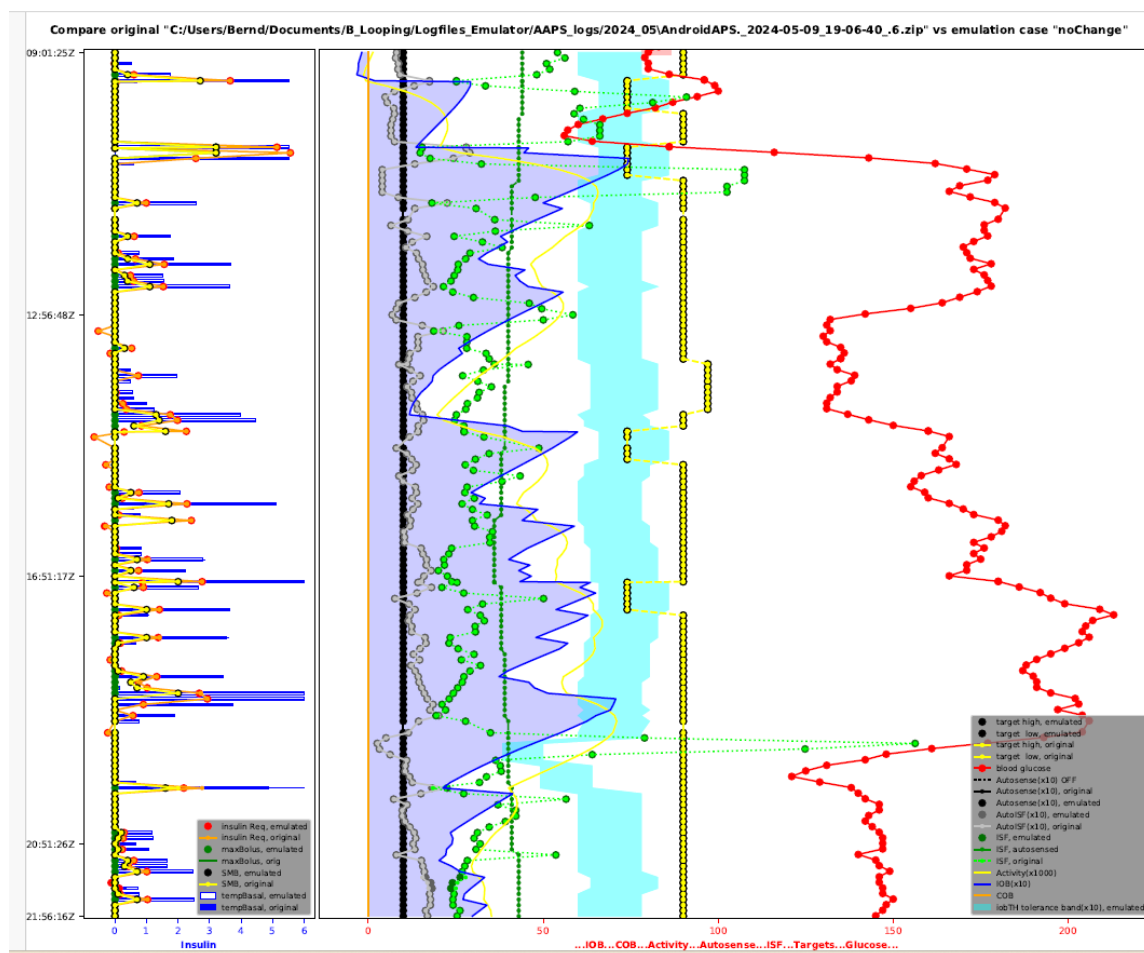 Compare original "C:/Users/Bernd/Documents/B_Looping/Logfiles_Emulator/AAPS_logs/2024_05\AndroidAPS._2024-05-09_19-06-40_.6.zip" vs emulation case "noChange"
09:01:25Z
12:56:48Z
16:51:17Z
20:51:26Z
21:56:16Z
insulin Req, emulated
insulin Req, original
maxBolus, emulated
maxBolus, orig
SMB, emulated
SMB, original
tempBasal, emulated
tempBasal, original
0 1 2 3 4 5 6
Insulin
target high, emulated
target low, emulated
target high, original
target low, original
blood glucose
Autosense(x10) OFF
Autosense(x10), original
Autosense(x10), emulated
AutoISF(x10), emulated
AutoISF(x10), original
ISF, emulated
ISF, autosensed
ISF, original
Activity(x1000)
IOB(x10)
COB
iobTH tolerance band(x10), emulated
0 50 100 150 200
...IOB...COB...Activity...Autosense...ISF...Targets...Glucose...